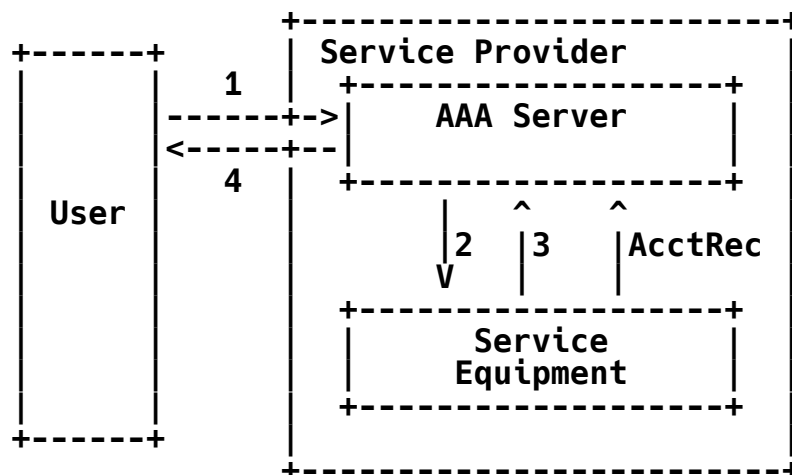 Service Provider
1
AAA Server
4
User
2 3 AcctRec
Service
Equipment